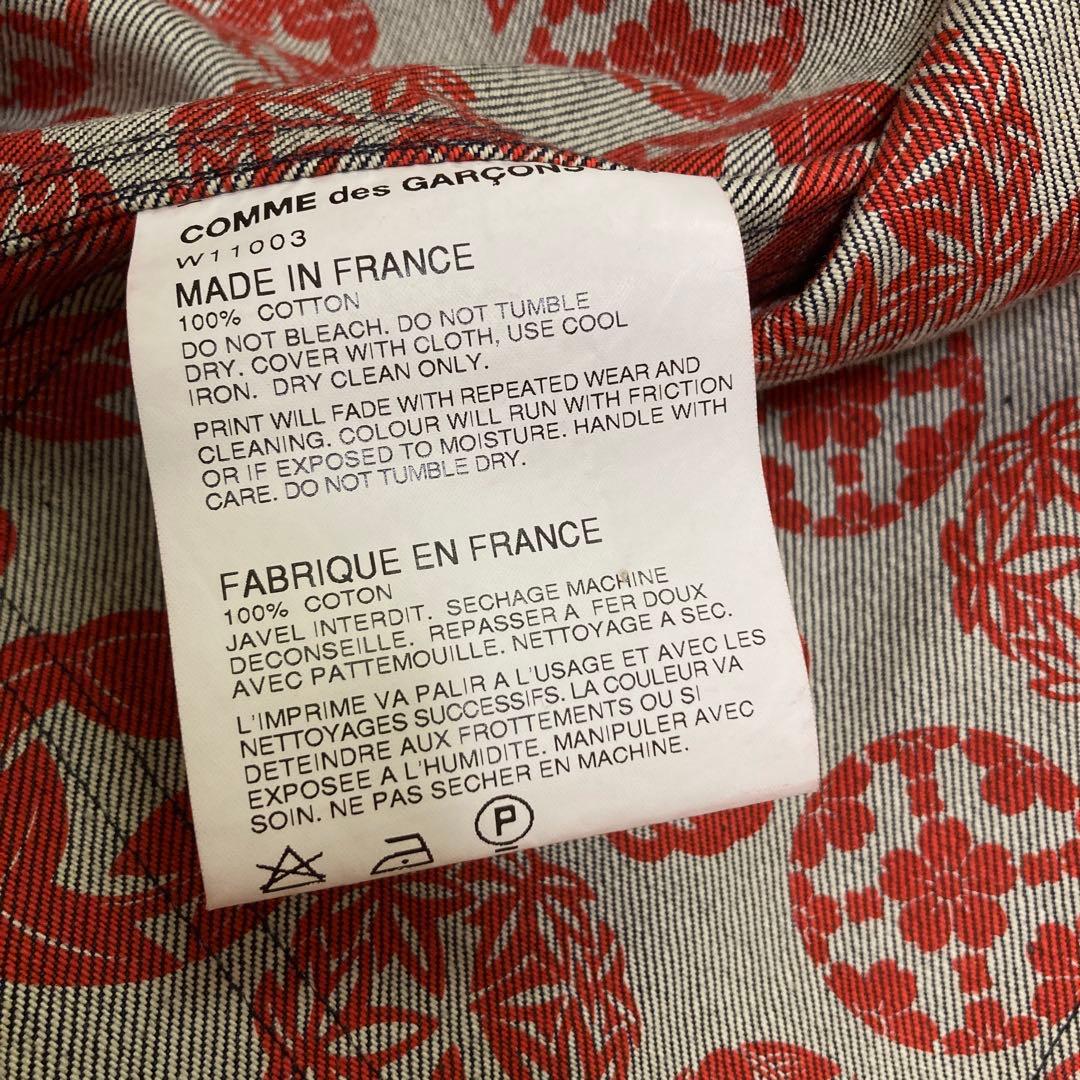 COMME des GARÇONS
W11003
MADE IN FRANCE
100% COTTON
DO NOT BLEACH. DO NOT TUMBLE
DRY. COVER WITH CLOTH, USE COOL
IRON. DRY CLEAN ONLY.
PRINT WILL FADE WITH REPEATED WEAR AND
CLEANING. COLOUR WILL RUN WITH FRICTION
OR IF EXPOSED TO MOISTURE. HANDLE WITH
CARE. DO NOT TUMBLE DRY.
FABRIQUE EN FRANCE
100% COTON
JAVEL INTERDIT. SECHAGE MACHINE
DECONSEILLE. REPASSER A FER DOUX
AVEC PATTEMOUILLE. NETTOYAGE A SEC.
L'IMPRIME VA PALIR A L'USAGE ET AVEC LES
NETTOYAGES SUCCESSIFS. LA COULEUR VA
DETEINDRE AUX FROTTEMENTS OU SI
EXPOSEE A L'HUMIDITE. MANIPULER AVEC
SOIN. NE PAS SECHER EN MACHINE.
P